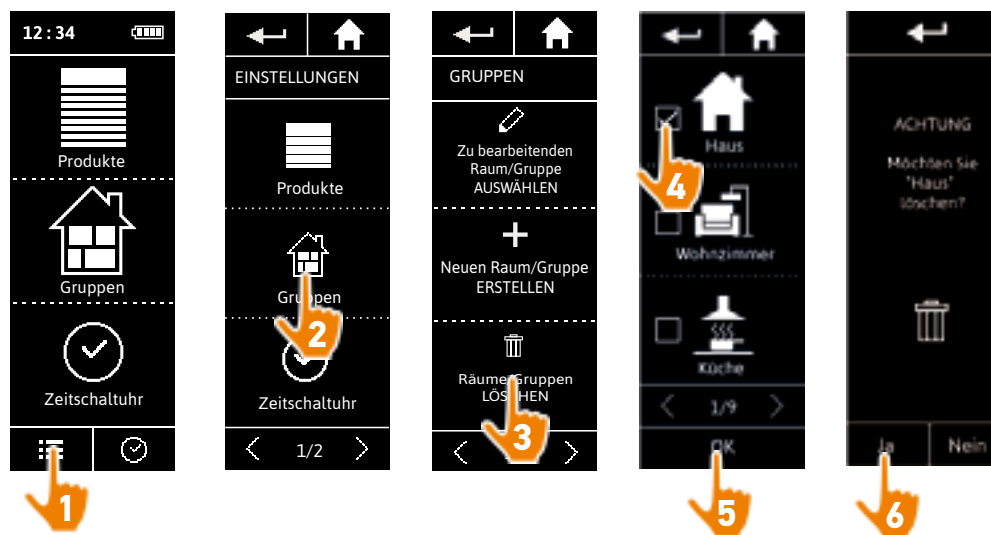 12:34
Produkte
Gruppen
Zeitschaltuhr
1
EINSTELLUNGEN
Produkte
Gruppen
2
Zeitschaltuhr
1/2
GRUPPEN
Zu bearbeitenden
Raum/Gruppe
AUSWÄHLEN
Neuen Raum/Gruppe
ERSTELLEN
Räume/Gruppen
LÖSCHEN
3
Haus
4
Wohnzimmer
Küche
1/9
OK
5
ACHTUNG
Möchten Sie
"Haus"
löschen?
Ja
Nein
6